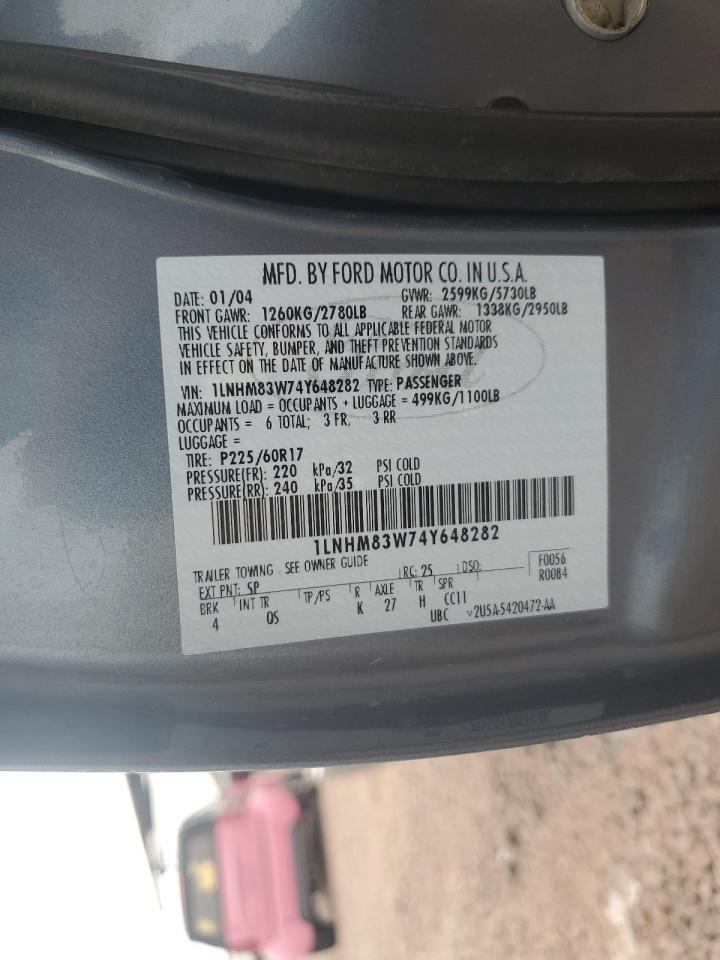 MFD. BY FORD MOTOR CO. IN U.S.A.
DATE: 01/04 GVWR: 2599KG/5730LB
FRONT GAWR: 1260KG/2780LB REAR GAWR: 1338KG/2950LB
THIS VEHICLE CONFORMS TO ALL APPLICABLE FEDERAL MOTOR
VEHICLE SAFETY, BUMPER, AND THEFT PREVENTION STANDARDS
IN EFFECT ON THE DATE OF MANUFACTURE SHOWN ABOVE.
VIN: 1LNHM83W74Y648282 TYPE: PASSENGER
MAXIMUM LOAD = OCCUPANTS + LUGGAGE = 499KG/1100LB
OCCUPANTS = 6 TOTAL; 3 FR, 3 RR
LUGGAGE =
TIRE: P225/60R17
PRESSURE(FR): 220 kPa/32 PSI COLD
PRESSURE(RR): 240 kPa/35 PSI COLD
1LNHM83W74Y648282
TRAILER TOWING - SEE OWNER GUIDE
EXT PNT: SP RC: 25 DSO: F0056
R0084
BRK INT TR TP/PS R AXLE TR SPR
4 OS K 27 H CC11
UBC v2U5A-5420472-AA